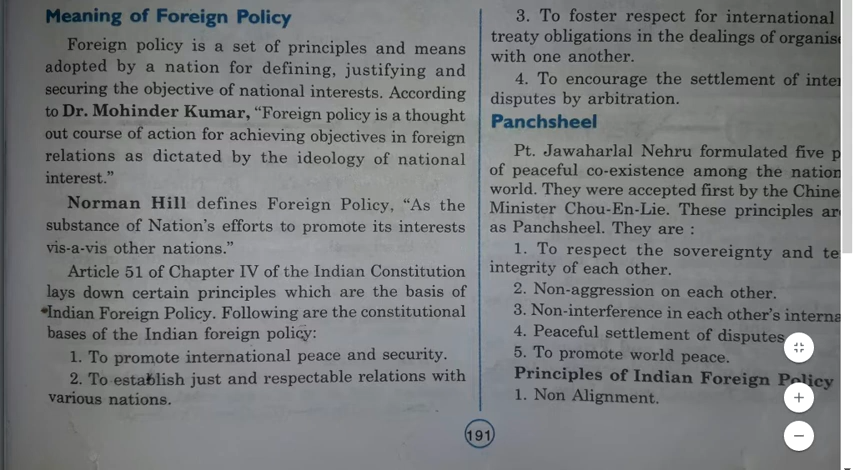 Meaning of Foreign Policy
Foreign policy is a set of principles and means
adopted by a nation for defining, justifying and
securing the objective of national interests. According
to Dr. Mohinder Kumar, “Foreign policy is a thought
out course of action for achieving objectives in foreign
relations as dictated by the ideology of national
interest.”
Norman Hill defines Foreign Policy, “As the
substance of Nation’s efforts to promote its interests
vis-a-vis other nations.”
Article 51 of Chapter IV of the Indian Constitution
lays down certain principles which are the basis of
Indian Foreign Policy. Following are the constitutional
bases of the Indian foreign policy:
1. To promote international peace and security.
2. To establish just and respectable relations with
various nations.
3. To foster respect for international
treaty obligations in the dealings of
with one another.
4. To encourage the settlement of
disputes by arbitration.
Panchsheel
Pt. Jawaharlal Nehru formulated five
of peaceful co-existence among the
world. They were accepted first by the
Minister Chou-En-Lie. These principles
as Panchsheel. They are :
1. To respect the sovereignty and
integrity of each other.
2. Non-aggression on each other.
3. Non-interference in each other’s
4. Peaceful settlement of disputes
5. To promote world peace.
Principles of Indian Foreign Policy
1. Non Alignment.
191